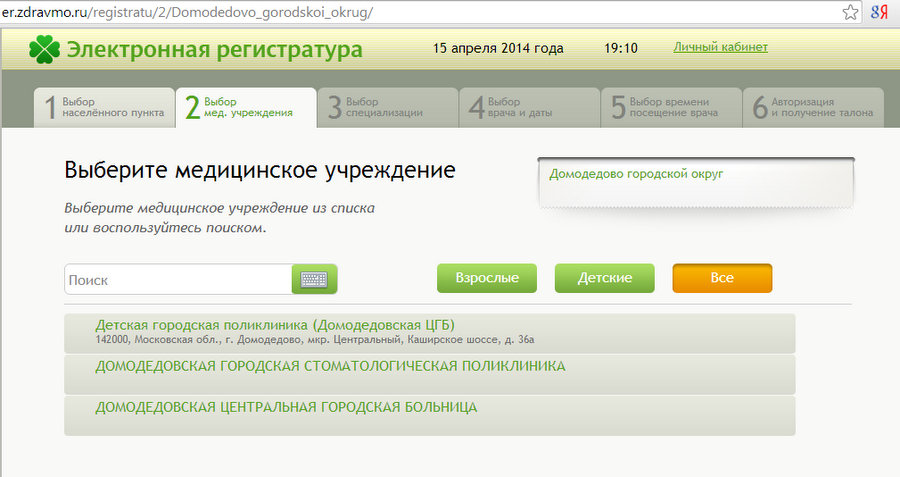 er.zdravmo.ru/registratu/2/Domodedovo_gorodskoi_okrug/
8Я
Электронная регистратура 15 апреля 2014 года 19:10 Личный кабинет
1 Выбор населённого пункта
2 Выбор мед. учреждения
3 Выбор специализации
4 Выбор врача и даты
5 Выбор времени посещение врача
6 Авторизация и получение талона
Выберите медицинское учреждение
Домодедово городской округ
Выберите медицинское учреждение из списка
или воспользуйтесь поиском.
Поиск Взрослые Детские Все
Детская городская поликлиника (Домодедовская ЦГБ)
142000, Московская обл., г. Домодедово, мкр. Центральный, Каширское шоссе, д. 36а
ДОМОДЕДОВСКАЯ ГОРОДСКАЯ СТОМАТОЛОГИЧЕСКАЯ ПОЛИКЛИНИКА
ДОМОДЕДОВСКАЯ ЦЕНТРАЛЬНАЯ ГОРОДСКАЯ БОЛЬНИЦА